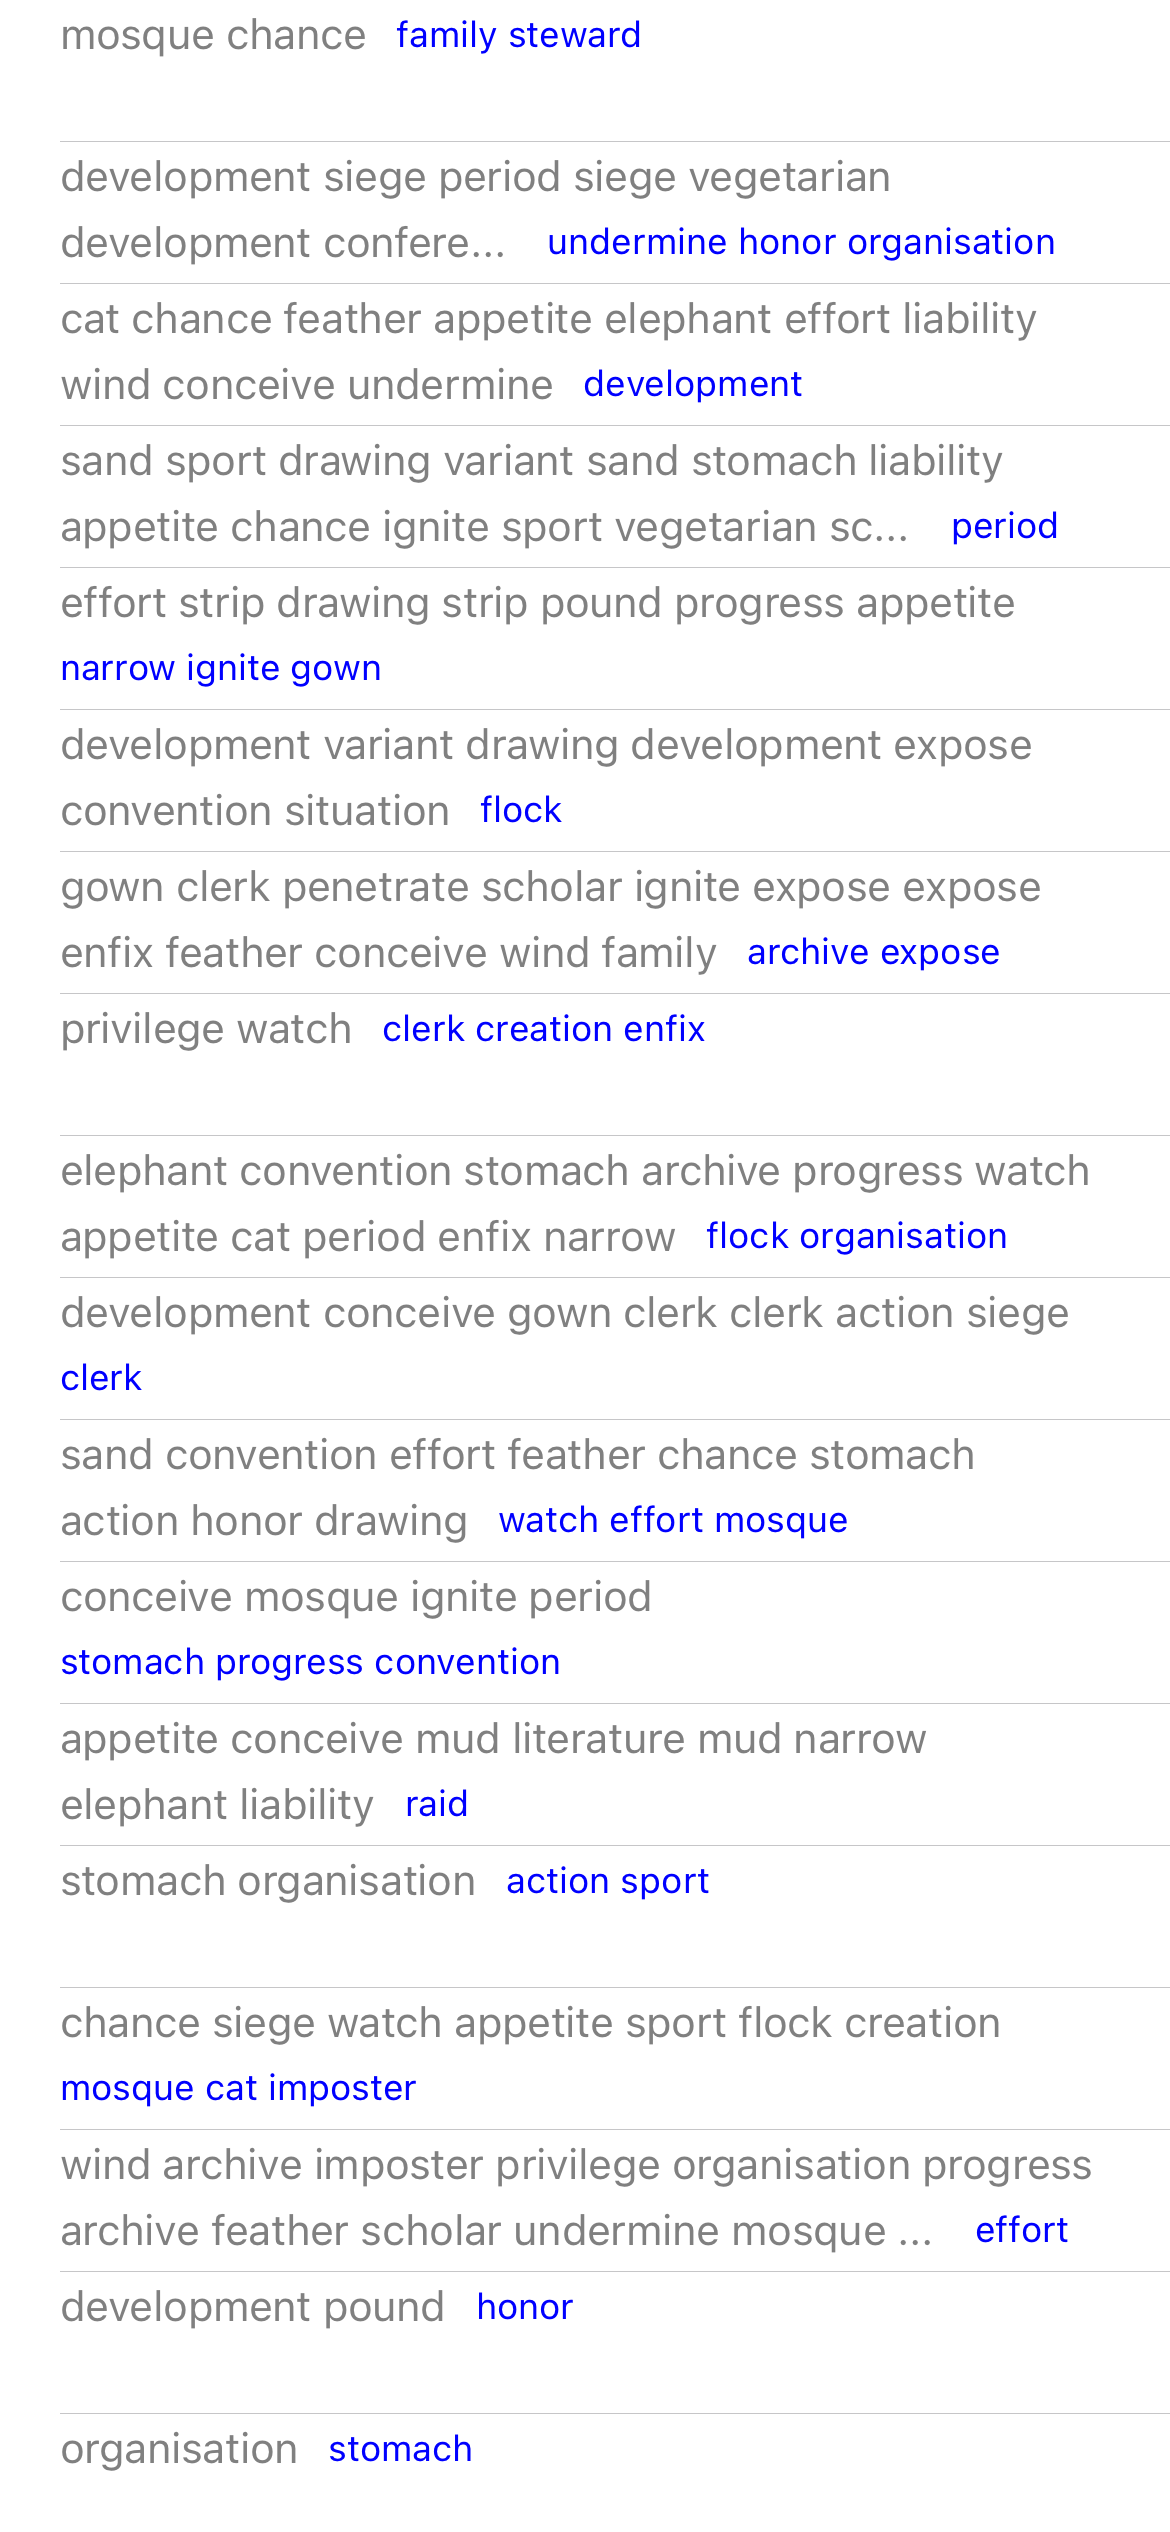 mosque chance family steward
development siege period siege vegetarian
development confere... undermine honor organisation
cat chance feather appetite elephant effort liability
wind conceive undermine development
sand sport drawing variant sand stomach liability
appetite chance ignite sport vegetarian sc... period
effort strip drawing strip pound progress appetite
narrow ignite gown
development variant drawing development expose
convention situation flock
gown clerk penetrate scholar ignite expose expose
enfix feather conceive wind family archive expose
privilege watch clerk creation enfix
elephant convention stomach archive progress watch
appetite cat period enfix narrow flock organisation
development conceive gown clerk clerk action siege
clerk
sand convention effort feather chance stomach
action honor drawing watch effort mosque
conceive mosque ignite period
stomach progress convention
appetite conceive mud literature mud narrow
elephant liability raid
stomach organisation action sport
chance siege watch appetite sport flock creation
mosque cat imposter
wind archive imposter privilege organisation progress
archive feather scholar undermine mosque ... effort
development pound honor
organisation stomach